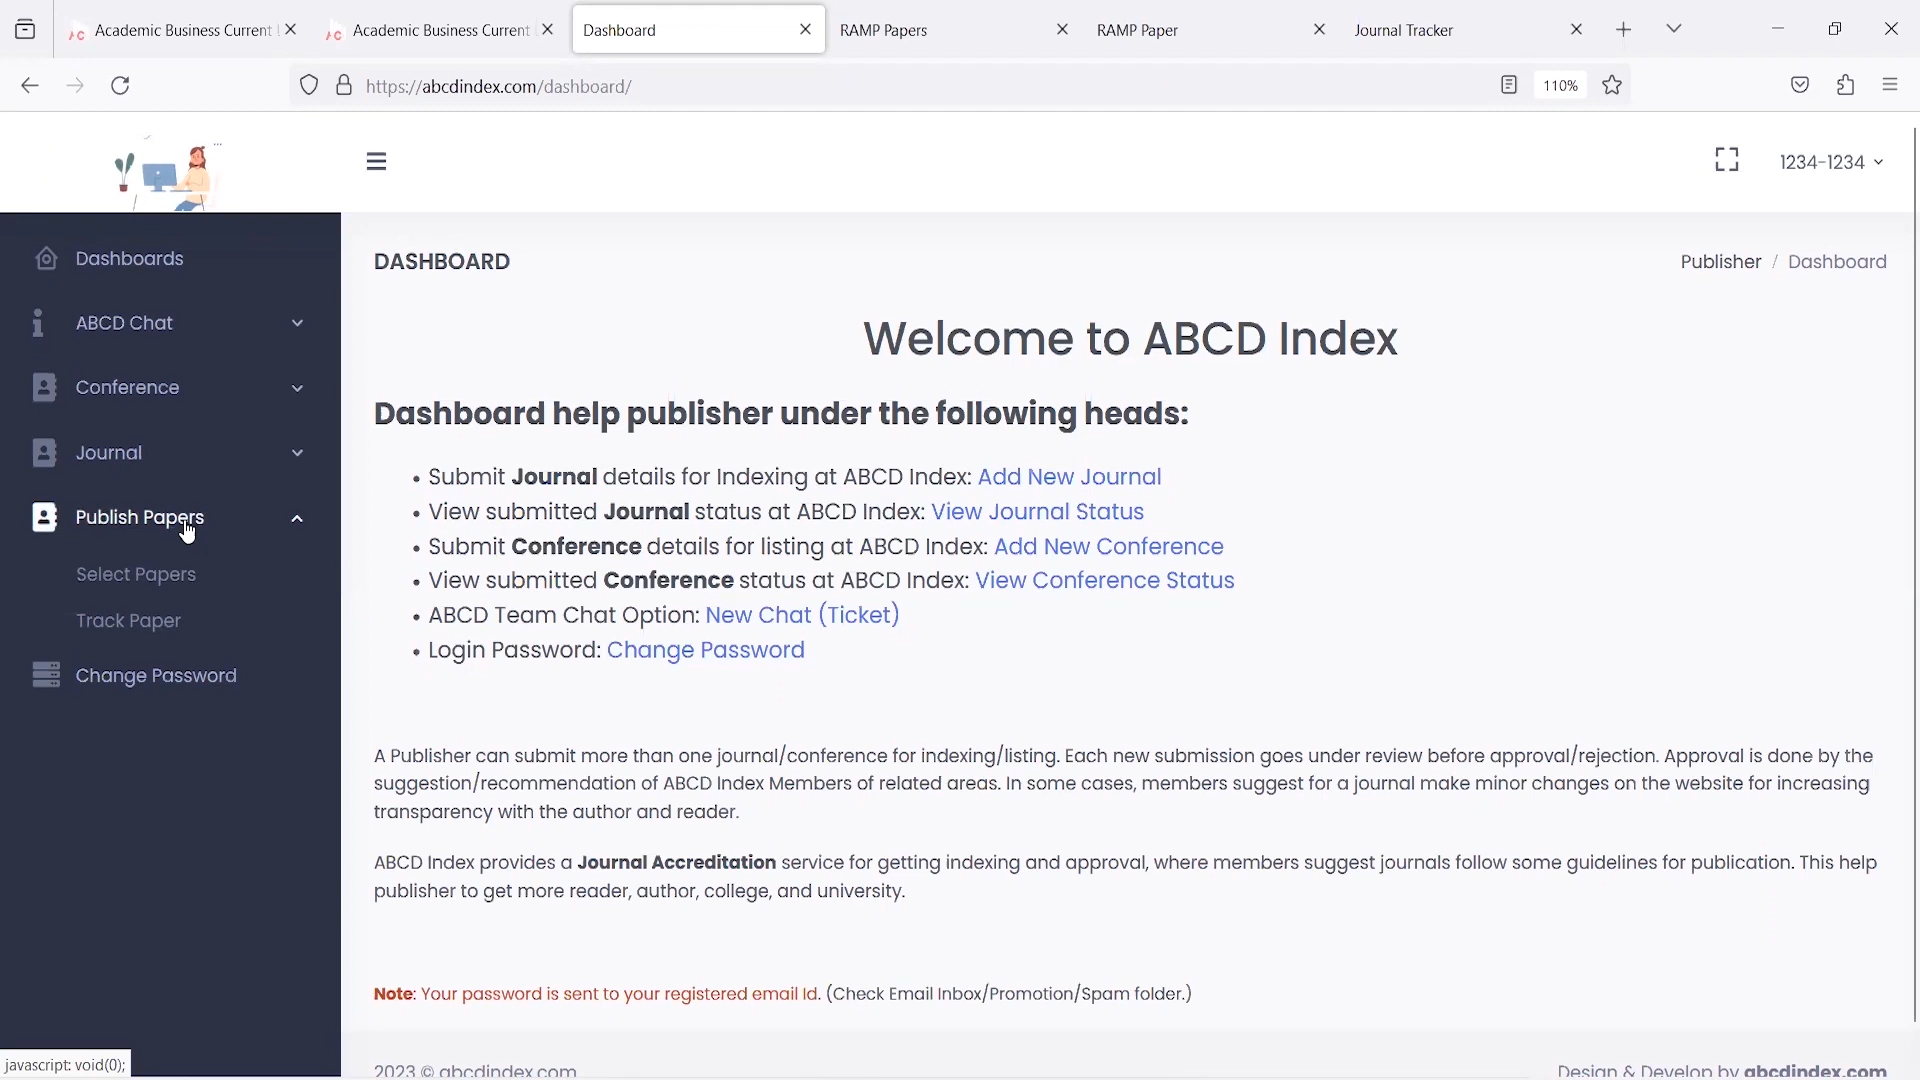 Academic Business Current
Academic Business Current
Dashboard
RAMP Papers
RAMP Paper
Journal Tracker
https://abcdindex.com/dashboard/
110%
1234-1234
Dashboards
ABCD Chat
Conference
Journal
Publish Papers
Select Papers
Track Paper
Change Password
DASHBOARD
Publisher / Dashboard
Welcome to ABCD Index
Dashboard help publisher under the following heads:
• Submit Journal details for Indexing at ABCD Index: Add New Journal
• View submitted Journal status at ABCD Index: View Journal Status
• Submit Conference details for listing at ABCD Index: Add New Conference
• View submitted Conference status at ABCD Index: View Conference Status
• ABCD Team Chat Option: New Chat (Ticket)
• Login Password: Change Password
A Publisher can submit more than one journal/conference for indexing/listing. Each new submission goes under review before approval/rejection. Approval is done by the
suggestion/recommendation of ABCD Index Members of related areas. In some cases, members suggest for a journal make minor changes on the website for increasing
transparency with the author and reader.
ABCD Index provides a Journal Accreditation service for getting indexing and approval, where members suggest journals follow some guidelines for publication. This help
publisher to get more reader, author, college, and university.
Note: Your password is sent to your registered email Id. (Check Email Inbox/Promotion/Spam folder.)
javascript: void(0);
2023 © abcdindex.com
Design & Develop by abcdindex.com